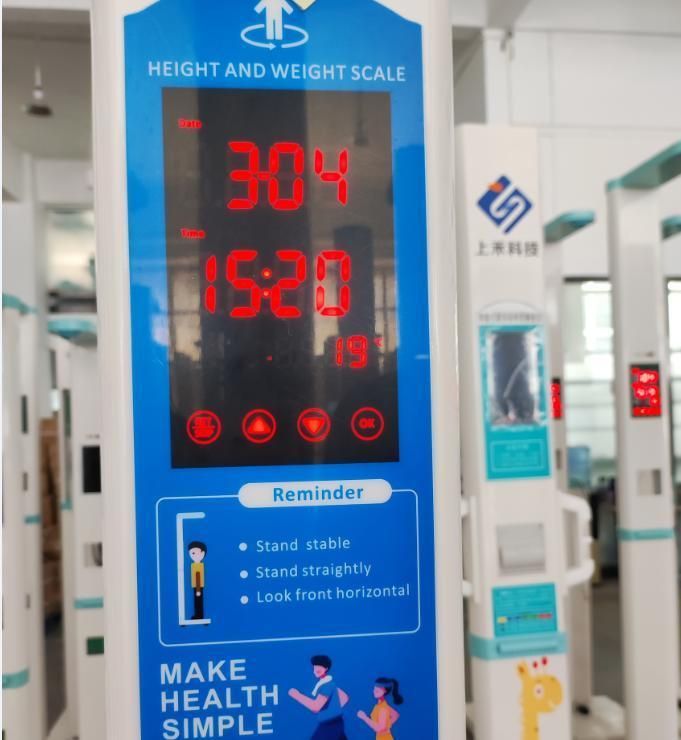 HEIGHT AND WEIGHT SCALE
Date
304
Time
15:20
19℃
OK
Reminder
Stand stable
Stand straightly
Look front horizontal
MAKE
HEALTH
SIMPLE
上禾科技